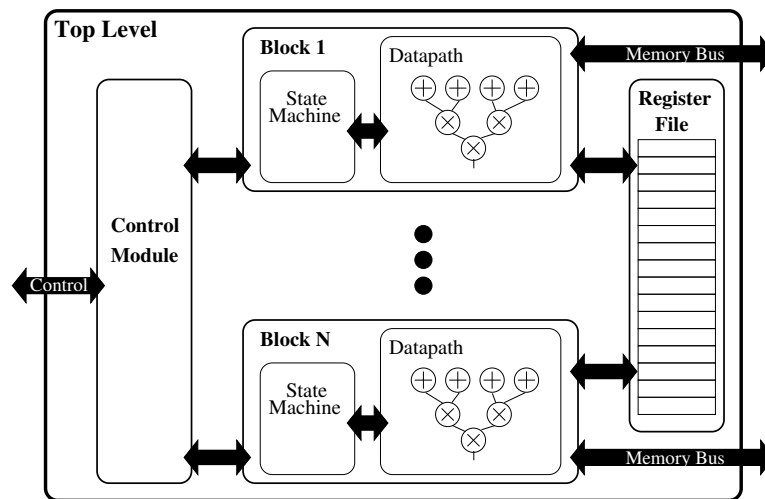 Top Level
Block 1
Datapath
Memory Bus
State
Machine
+ + + +
× ×
×
Register
File
Control
Module
Control
Block N
Datapath
State
Machine
+ + + +
× ×
×
Memory Bus